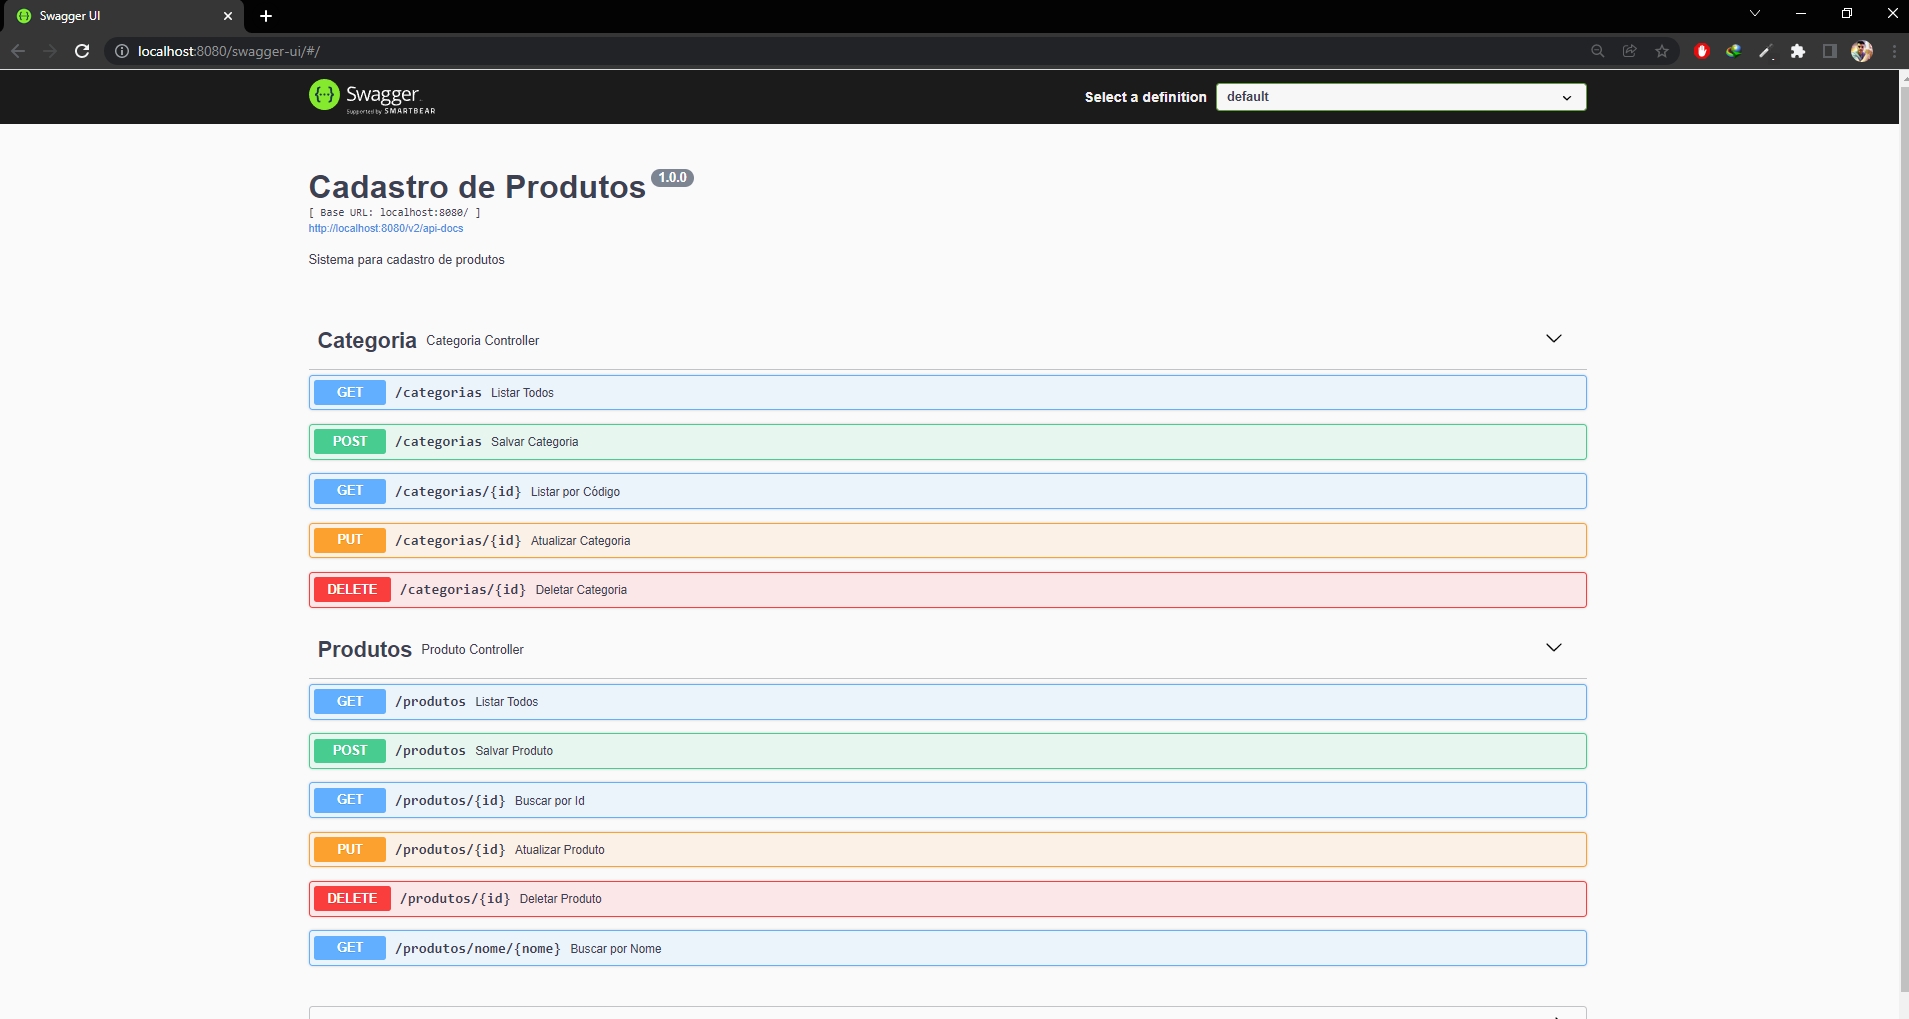 Swagger UI
localhost:8080/swagger-ui/#/
Swagger
Supported by SMARTBEAR
Select a definition
default
Cadastro de Produtos 1.0.0
[ Base URL: localhost:8080/ ]
http://localhost:8080/v2/api-docs
Sistema para cadastro de produtos
Categoria Categoria Controller
GET /categorias Listar Todos
POST /categorias Salvar Categoria
GET /categorias/{id} Listar por Código
PUT /categorias/{id} Atualizar Categoria
DELETE /categorias/{id} Deletar Categoria
Produtos Produto Controller
GET /produtos Listar Todos
POST /produtos Salvar Produto
GET /produtos/{id} Buscar por Id
PUT /produtos/{id} Atualizar Produto
DELETE /produtos/{id} Deletar Produto
GET /produtos/nome/{nome} Buscar por Nome